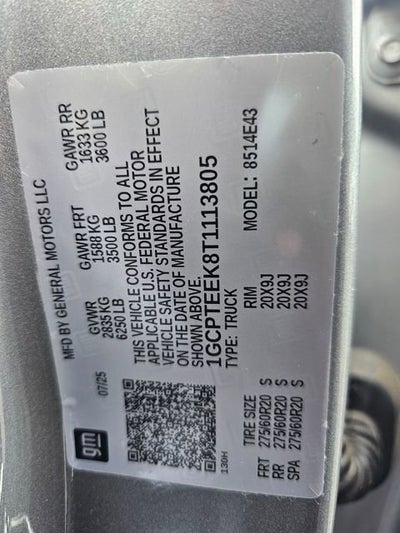 gm
MFD BY GENERAL MOTORS LLC
07/25
GVWR
2835 KG
6250 LB
GAWR FRT
1588 KG
3500 LB
GAWR RR
1633 KG
3600 LB
THIS VEHICLE CONFORMS TO ALL
APPLICABLE U.S. FEDERAL MOTOR
VEHICLE SAFETY STANDARDS IN EFFECT
ON THE DATE OF MANUFACTURE
SHOWN ABOVE.
1GCPTEEK8T1113805
TYPE: TRUCK
MODEL: 8514E43
130H
TIRE SIZE RIM
FRT 275/60R20 S 20X9J
RR 275/60R20 S 20X9J
SPA 275/60R20 S 20X9J